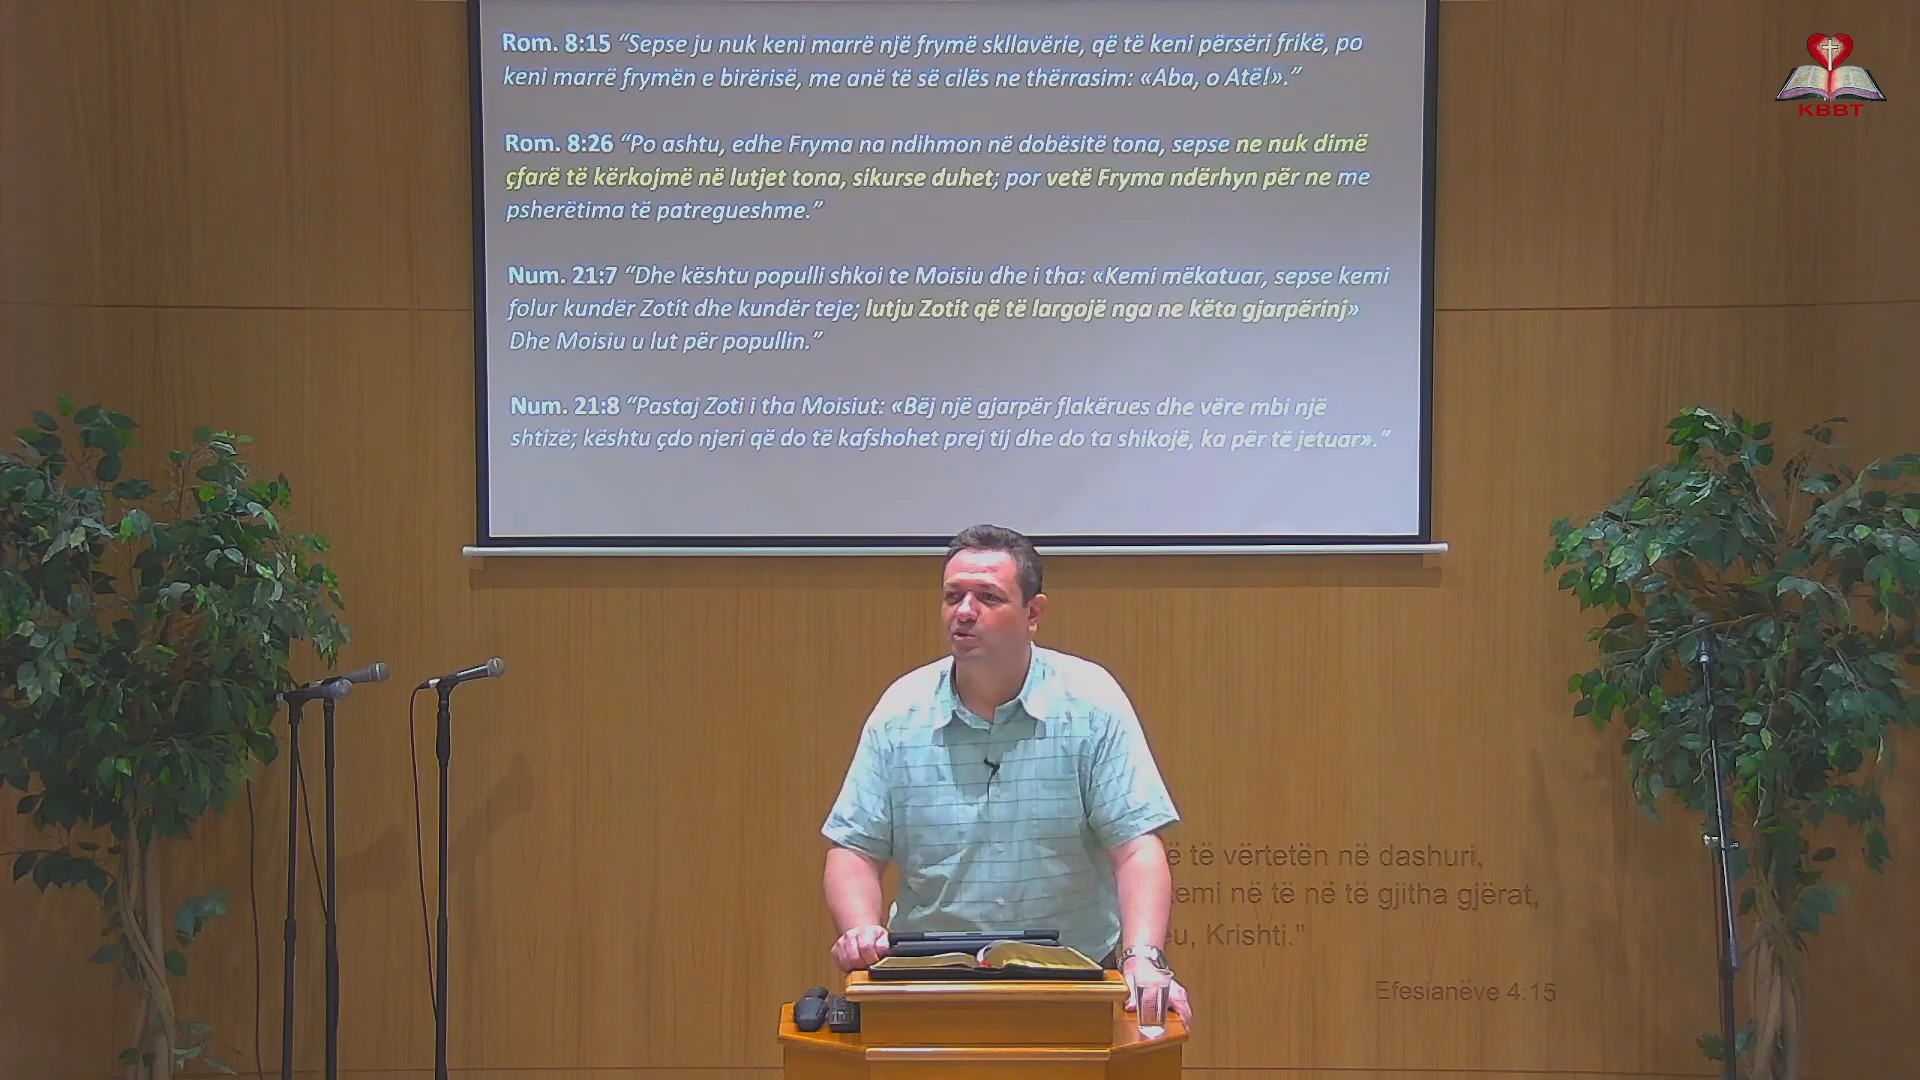 Rom. 8:15 “Sepse ju nuk keni marrë një frymë skllavërie, që të keni përsëri frikë, po
keni marrë frymën e birërisë, me anë të së cilës ne thërrasim: «Aba, o Atë!».”
Rom. 8:26 “Po ashtu, edhe Fryma na ndihmon në dobësitë tona, sepse ne nuk dimë
çfarë të kërkojmë në lutjet tona, sikurse duhet; por vetë Fryma ndërhyn për ne me
psherëtima të patregueshme.”
Num. 21:7 “Dhe kështu populli shkoi te Moisiu dhe i tha: «Kemi mëkatuar, sepse kemi
folur kundër Zotit dhe kundër teje; lutju Zotit që të largojë nga ne këta gjarpërinj»
Dhe Moisiu u lut për popullin.”
Num. 21:8 “Pastaj Zoti i tha Moisiut: «Bëj një gjarpër flakërues dhe vëre mbi një
shtizë; kështu çdo njeri që do të kafshohet prej tij dhe do ta shikojë, ka për të jetuar».”
KBBT
të vërtetën në dashuri,
në të në të gjitha gjërat,
Krishti."
Efesianëve 4:15